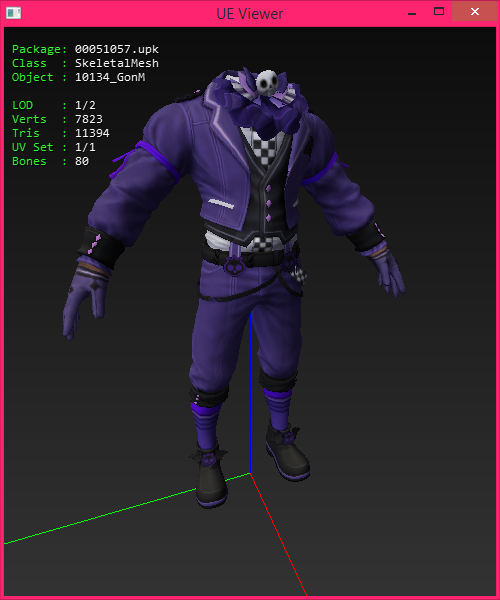 UE Viewer
Package: 00051057.upk
Class : SkeletalMesh
Object : 10134_GonM
LOD : 1/2
Verts : 7823
Tris : 11394
UV Set : 1/1
Bones : 80